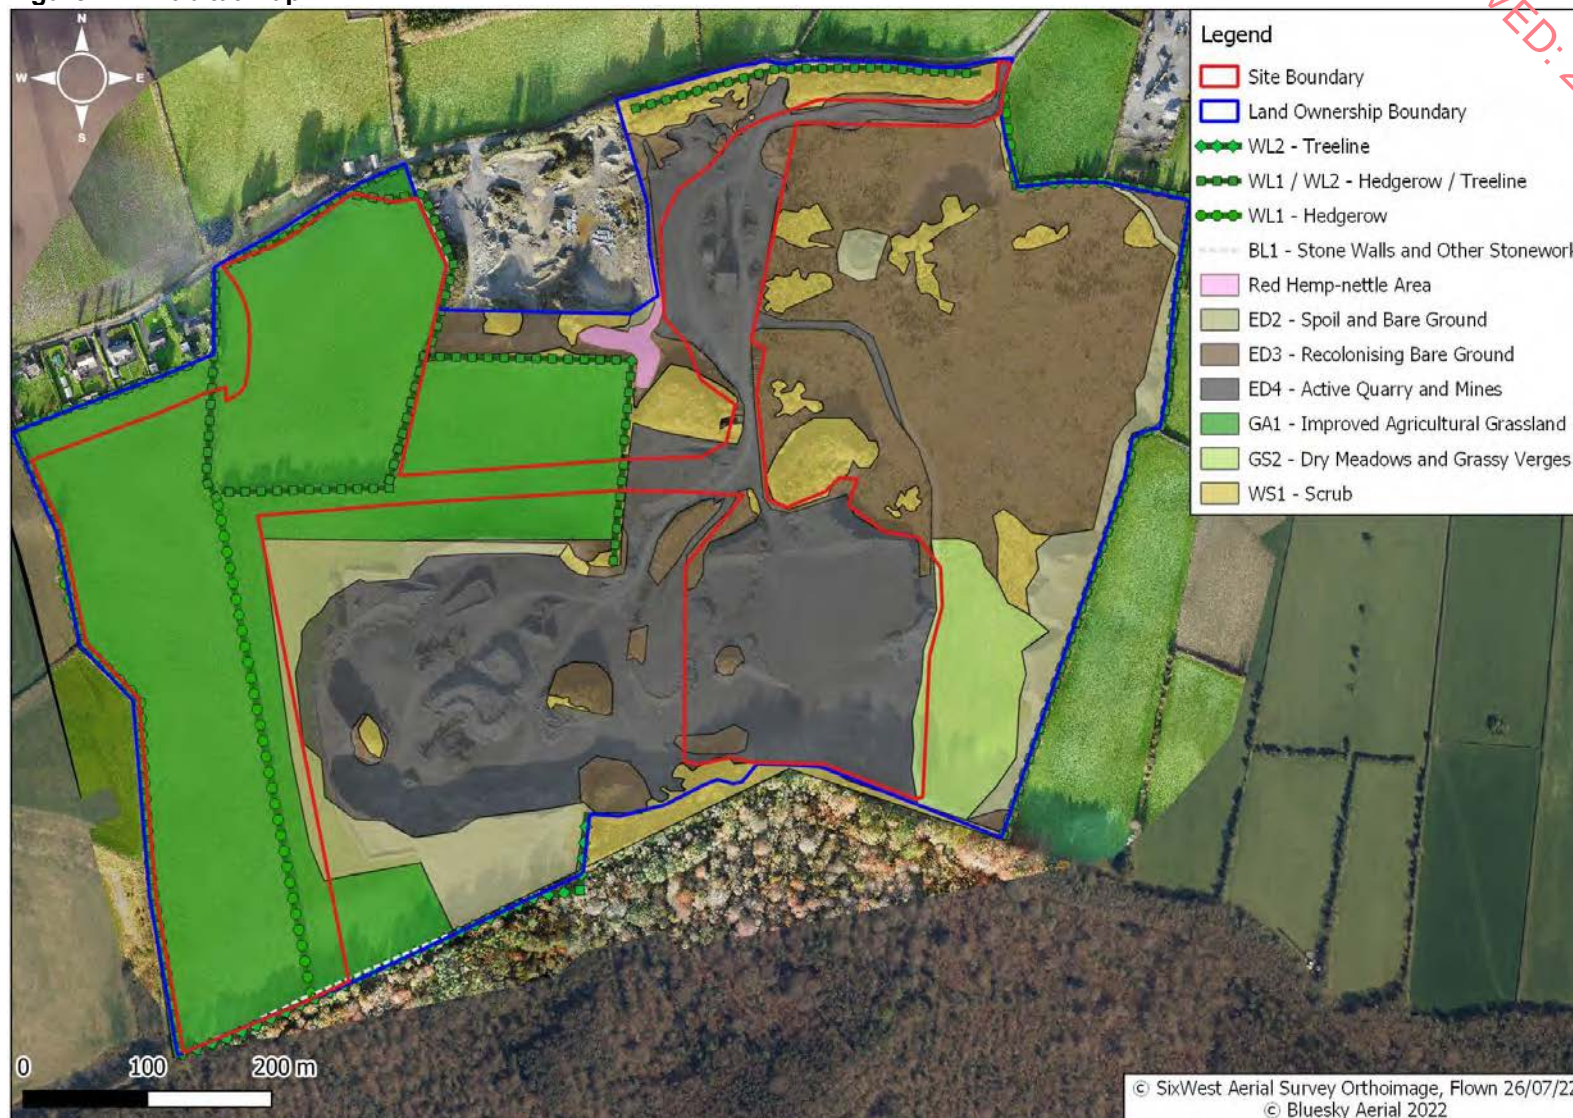 N
W
E
S
Legend
Site Boundary
Land Ownership Boundary
WL2 - Treeline
WL1 / WL2 - Hedgerow / Treeline
WL1 - Hedgerow
BL1 - Stone Walls and Other Stonework
Red Hemp-nettle Area
ED2 - Spoil and Bare Ground
ED3 - Recolonising Bare Ground
ED4 - Active Quarry and Mines
GA1 - Improved Agricultural Grassland
GS2 - Dry Meadows and Grassy Verges
WS1 - Scrub
0 100 200 m
© SixWest Aerial Survey Orthoimage, Flown 26/07/22
© Bluesky Aerial 2022